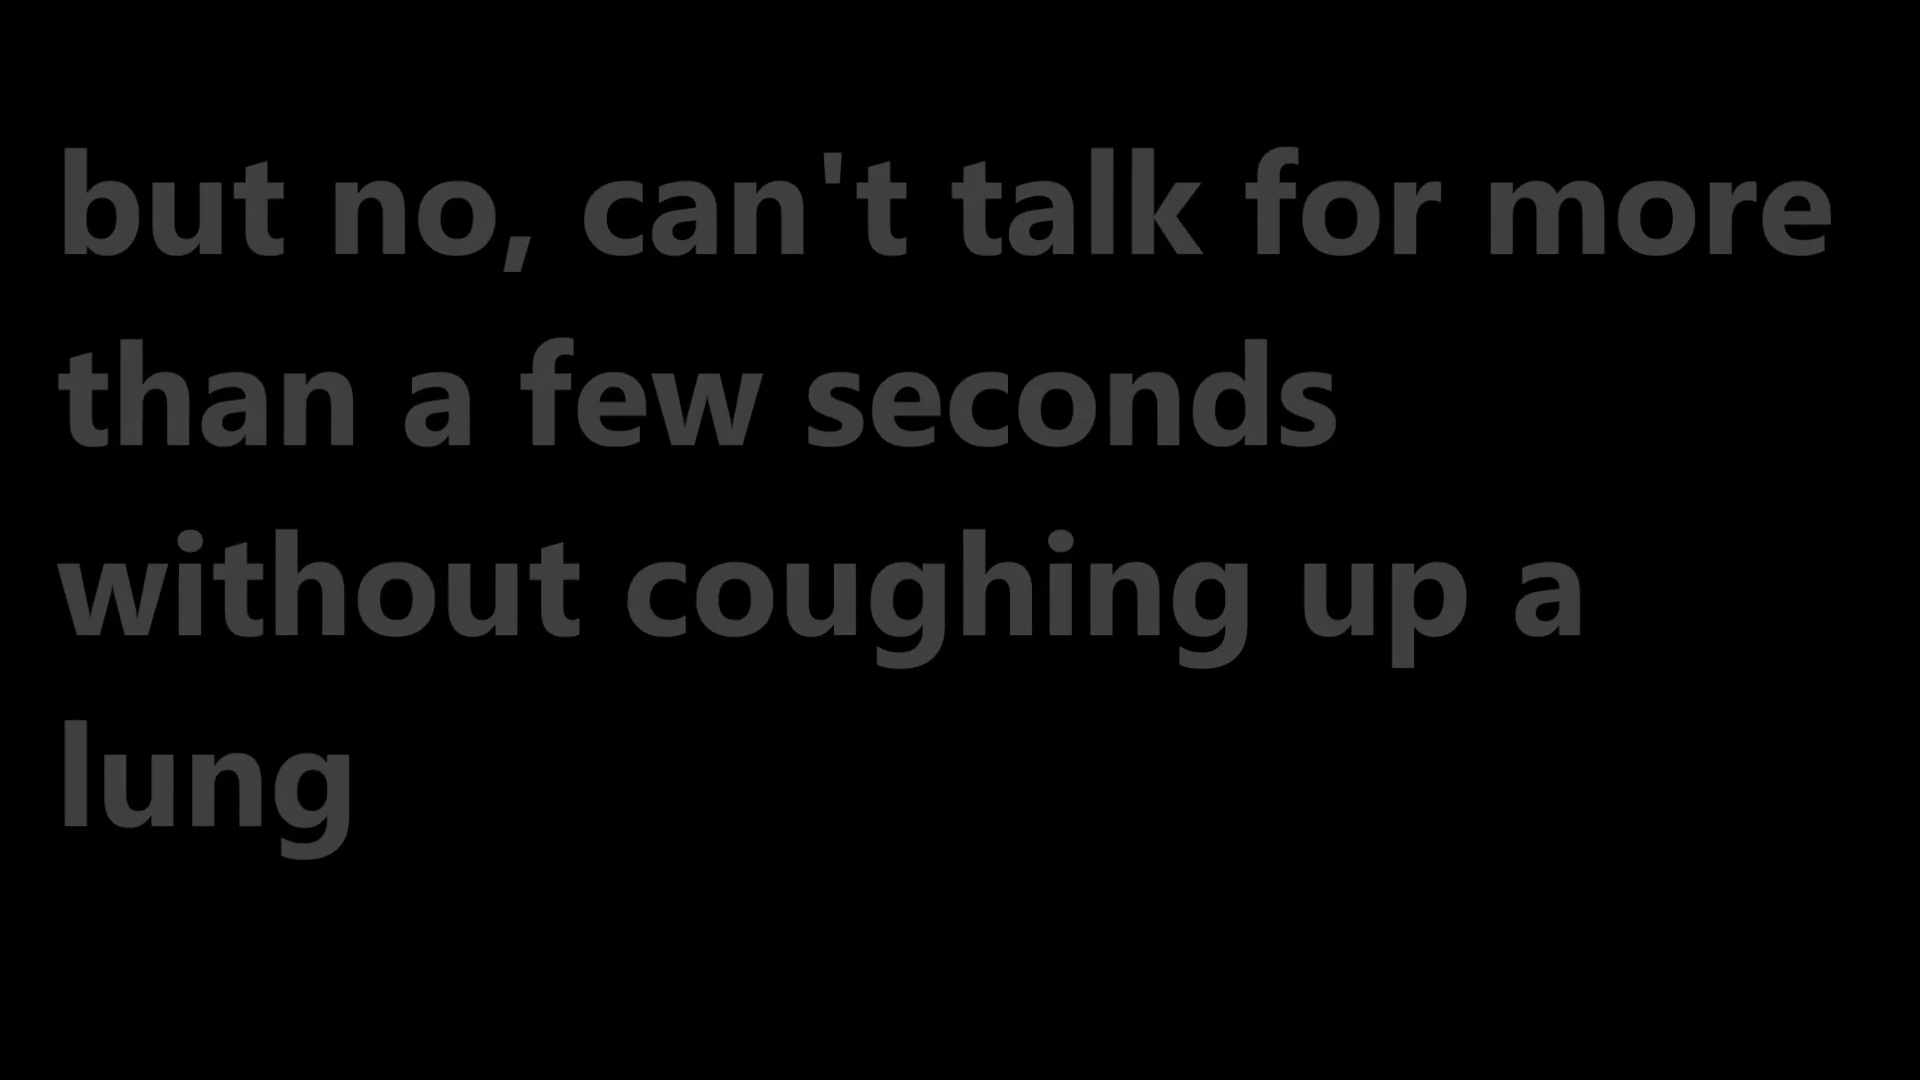 but no, can't talk for more
than a few seconds
without coughing up a
lung